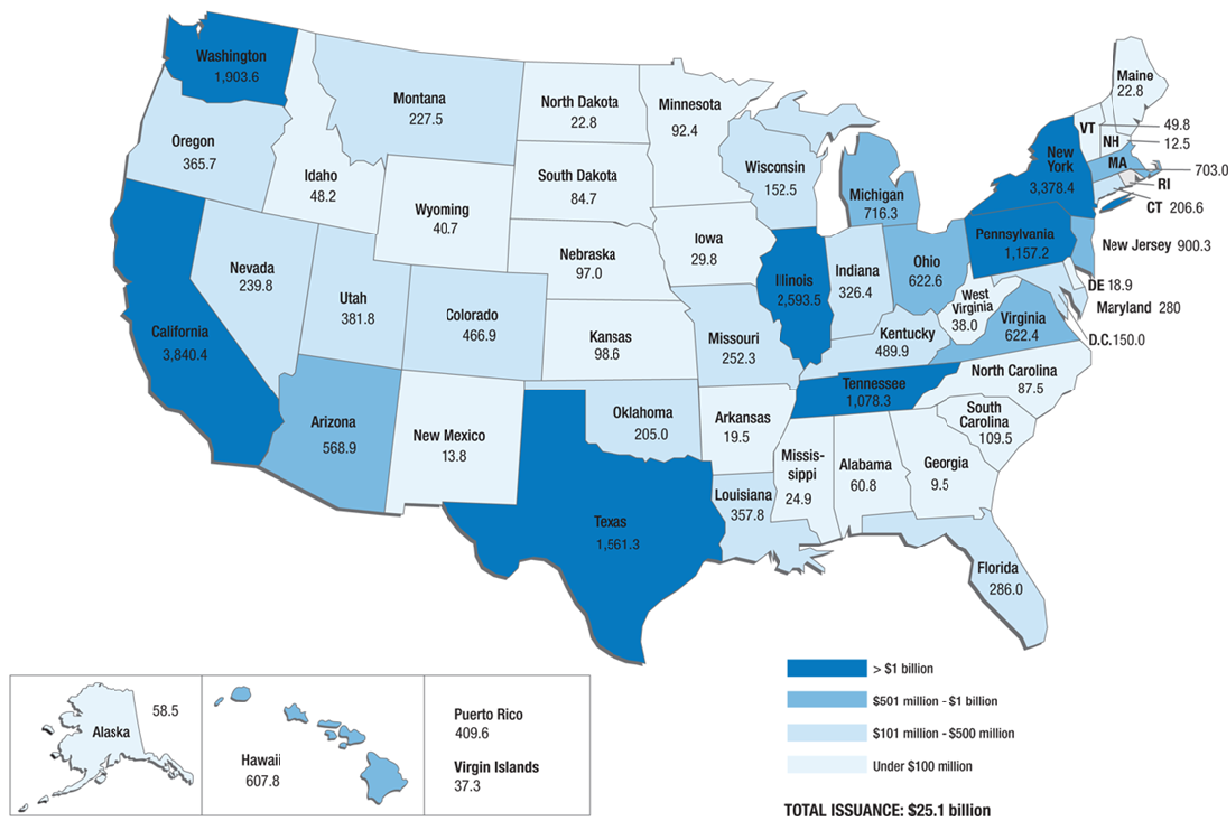 Washington
1,903.6
Oregon
365.7
California
3,840.4
Nevada
239.8
Idaho
48.2
Montana
227.5
Wyoming
40.7
Utah
381.8
Colorado
466.9
Arizona
568.9
New Mexico
13.8
North Dakota
22.8
South Dakota
84.7
Nebraska
97.0
Kansas
98.6
Oklahoma
205.0
Texas
1,561.3
Minnesota
92.4
Iowa
29.8
Missouri
252.3
Arkansas
19.5
Louisiana
357.8
Wisconsin
152.5
Illinois
2,593.5
Michigan
716.3
Indiana
326.4
Ohio
622.6
Kentucky
489.9
Tennessee
1,078.3
Missis-
sippi
24.9
Alabama
60.8
Georgia
9.5
Florida
286.0
South
Carolina
109.5
North Carolina
87.5
Virginia
622.4
West
Virginia
38.0
Pennsylvania
1,157.2
New
York
3,378.4
Maine
22.8
VT
49.8
NH
12.5
MA
703.0
RI
CT 206.6
New Jersey 900.3
DE 18.9
Maryland 280
D.C.150.0
Alaska
58.5
Hawaii
607.8
Puerto Rico
409.6
Virgin Islands
37.3
> $1 billion
$501 million - $1 billion
$101 million - $500 million
Under $100 million
TOTAL ISSUANCE: $25.1 billion